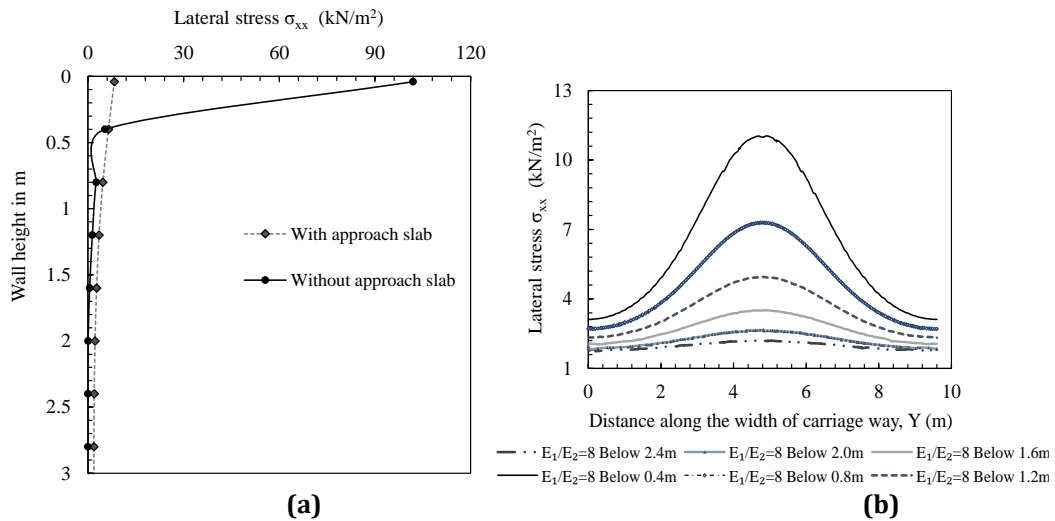 Lateral stress σxx (kN/m²)
0 30 60 90 120
0
0.5
1
1.5
2
2.5
3
Wall height in m
With approach slab
Without approach slab
(a)
13
11
9
7
5
3
1
Lateral stress σxx (kN/m²)
0 2 4 6 8 10
Distance along the width of carriage way, Y (m)
E₁/E₂=8 Below 2.4m E₁/E₂=8 Below 2.0m E₁/E₂=8 Below 1.6m
E₁/E₂=8 Below 0.4m E₁/E₂=8 Below 0.8m E₁/E₂=8 Below 1.2m
(b)